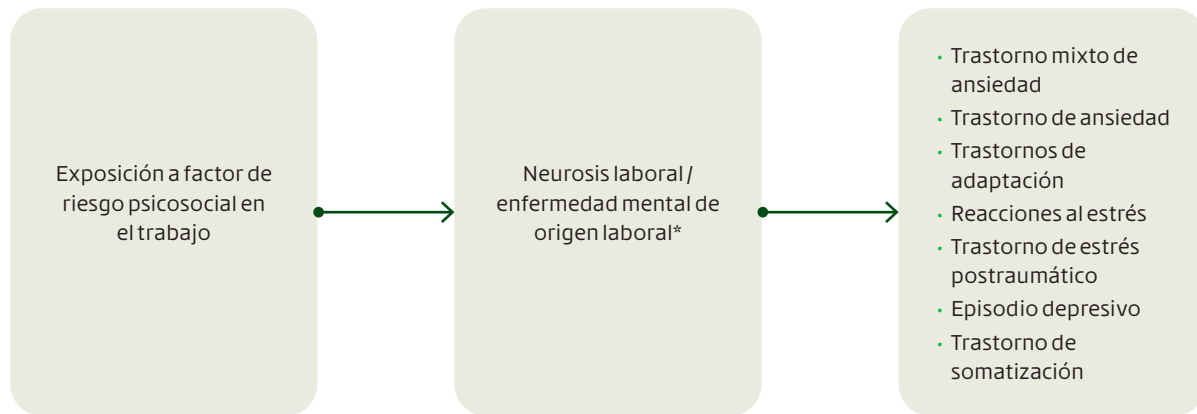 Exposición a factor de
riesgo psicosocial en
el trabajo
Neurosis laboral /
enfermedad mental de
origen laboral*
• Trastorno mixto de
ansiedad
• Trastorno de ansiedad
• Trastornos de
adaptación
• Reacciones al estrés
• Trastorno de estrés
postraumático
• Episodio depresivo
• Trastorno de
somatización